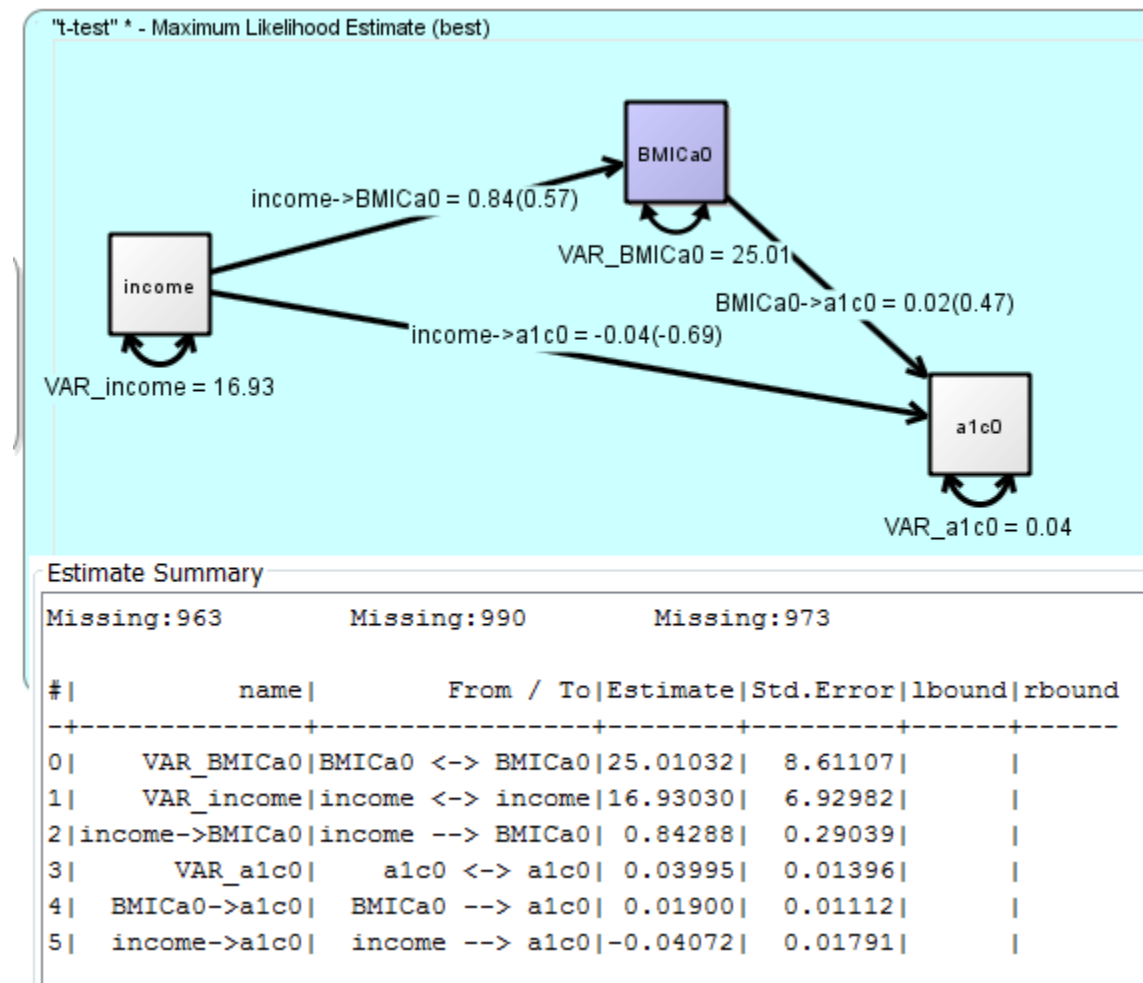 "t-test" * - Maximum Likelihood Estimate (best)
BMICa0
income->BMICa0 = 0.84(0.57)
VAR_BMICa0 = 25.01
income
BMICa0->a1c0 = 0.02(0.47)
income->a1c0 = -0.04(-0.69)
VAR_income = 16.93
a1c0
VAR_a1c0 = 0.04
Estimate Summary
Missing:963 Missing:990 Missing:973
#| name| From / To|Estimate|Std.Error|lbound|rbound
-+---------------+-----------------+--------+---------+------+------
0| VAR_BMICa0|BMICa0 <-> BMICa0|25.01032| 8.61107| |
1| VAR_income|income <-> income|16.93030| 6.92982| |
2|income->BMICa0|income --> BMICa0| 0.84288| 0.29039| |
3| VAR_a1c0| a1c0 <-> a1c0| 0.03995| 0.01396| |
4| BMICa0->a1c0| BMICa0 --> a1c0| 0.01900| 0.01112| |
5| income->a1c0| income --> a1c0|-0.04072| 0.01791| |